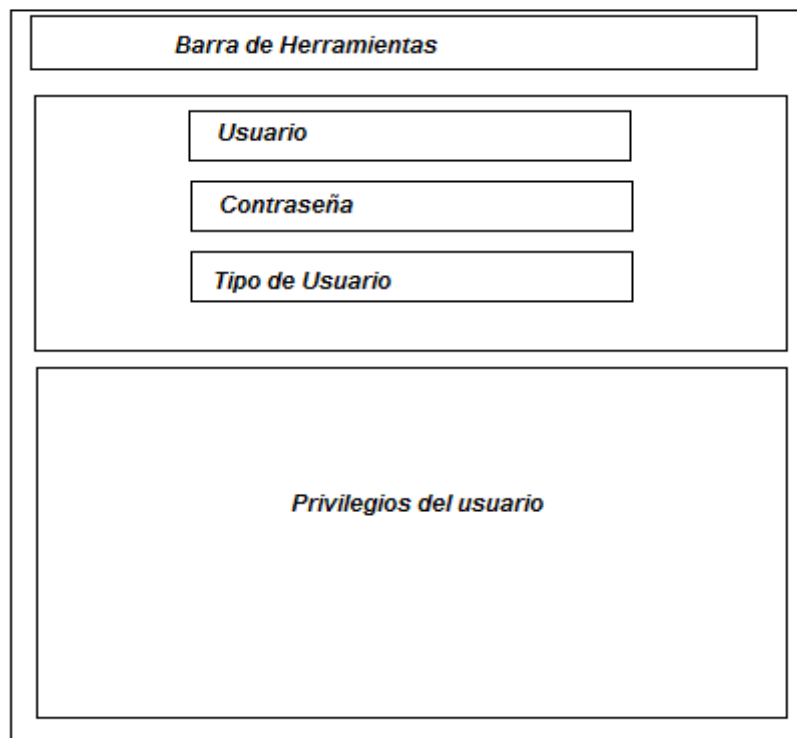 Barra de Herramientas
Usuario
Contraseña
Tipo de Usuario
Privilegios del usuario